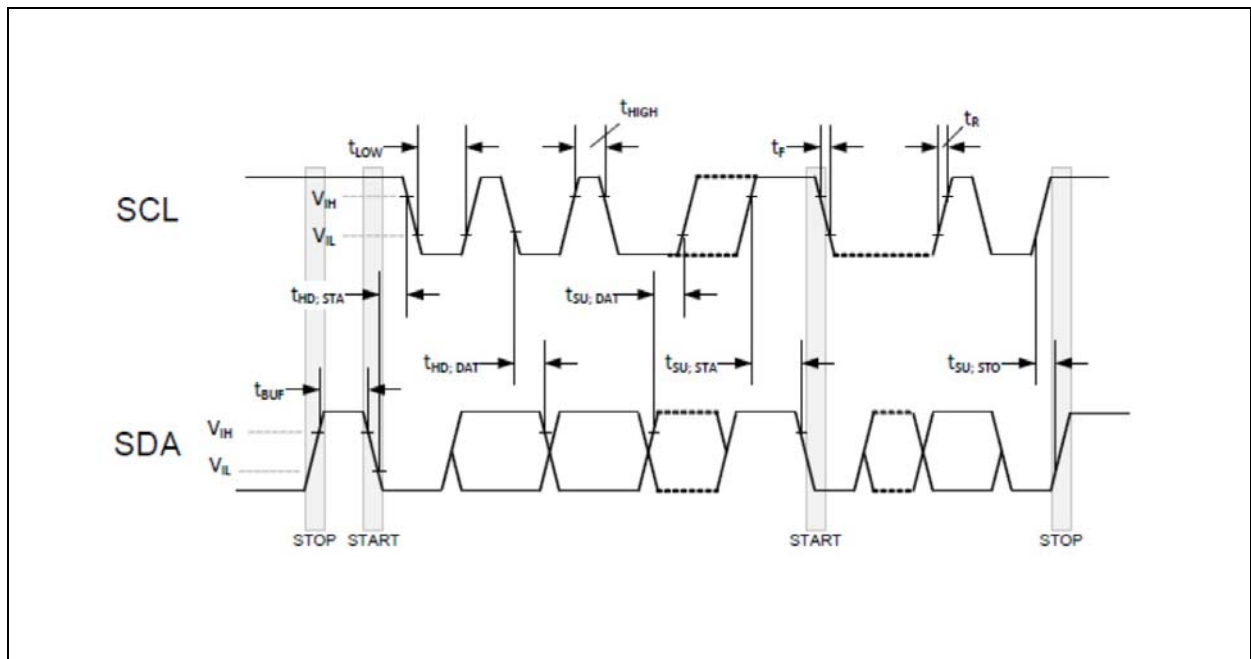 tHIGH
tR
tLOW
tF
SCL
VIH
VIL
tHD; STA
tSU; DAT
tHD; DAT
tSU; STA
tSU; STO
tBUF
SDA
VIH
VIL
STOP START START STOP